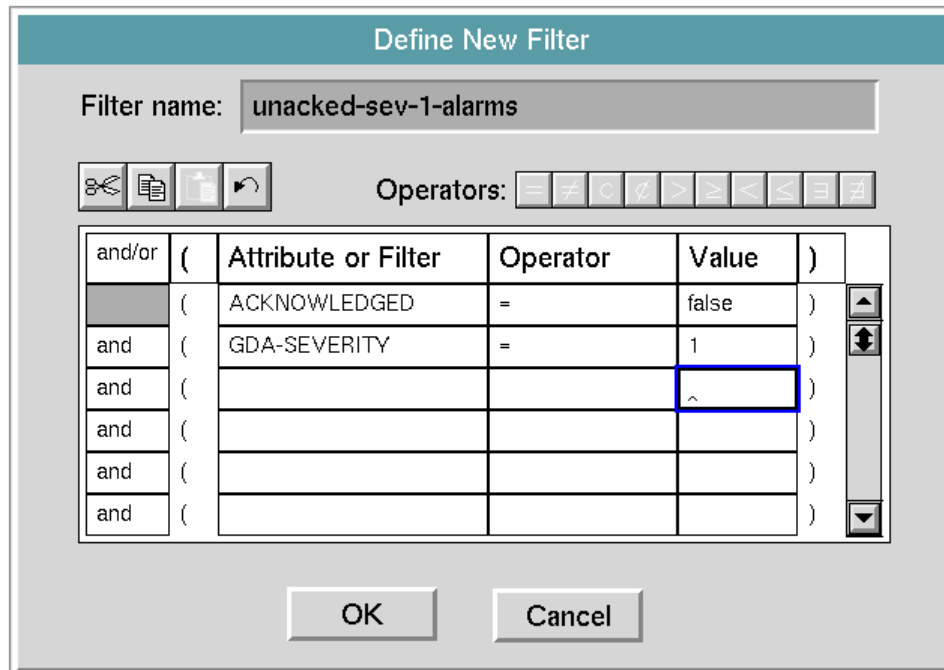 Define New Filter
Filter name: unacked-sev-1-alarms
Operators: = ≠ ⊂ ⊄ > ≥ < ≤ ∋ ∌
and/or ( Attribute or Filter Operator Value )
( ACKNOWLEDGED = false )
and ( GDA-SEVERITY = 1 )
and ( ^ )
and ( )
and ( )
and ( )
OK Cancel